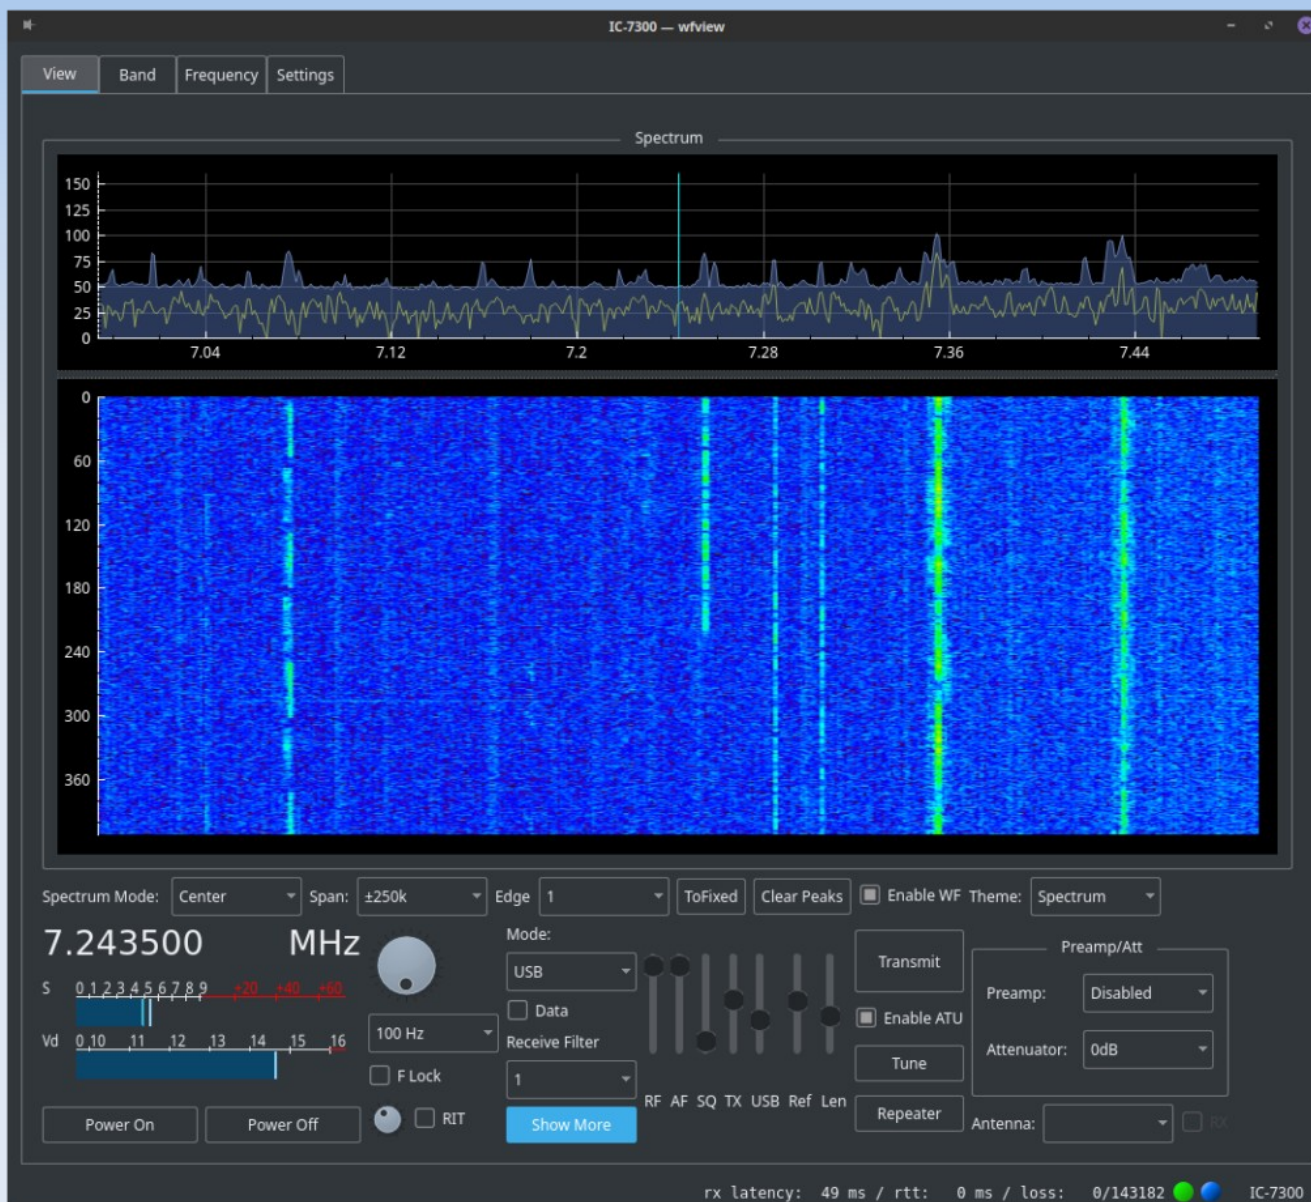 IC-7300 — wfview
View Band Frequency Settings
Spectrum
150
125
100
75
50
25
0
7.04 7.12 7.2 7.28 7.36 7.44
0
60
120
180
240
300
360
Spectrum Mode: Center Span: ±250k Edge 1 ToFixed Clear Peaks Enable WF Theme: Spectrum
7.243500 MHz
S 0 1 2 3 4 5 6 7 8 9 +20 +40 +60
Vd 0 10 11 12 13 14 15 16
100 Hz
F Lock
RIT
Power On Power Off
Mode:
USB
Data
Receive Filter
1
Show More
RF AF SQ TX USB Ref Len
Transmit
Enable ATU
Tune
Repeater
Preamp/Att
Preamp: Disabled
Attenuator: 0dB
Antenna: RX
rx latency: 49 ms / rtt: 0 ms / loss: 0/143182 IC-7300